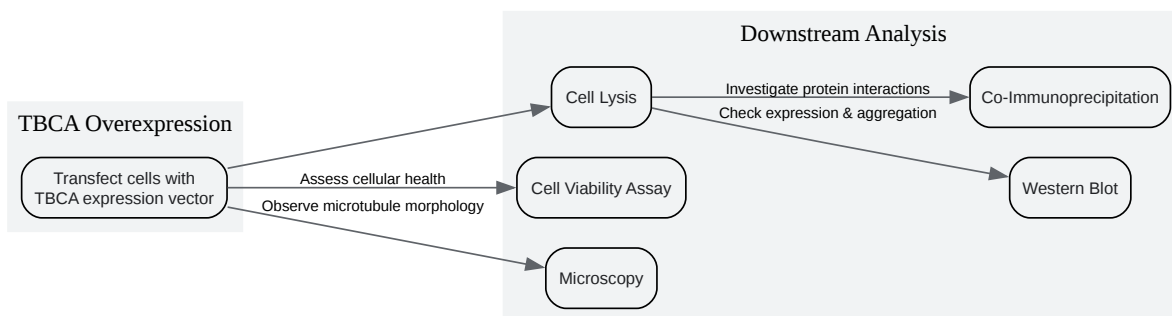 TBCA Overexpression
Transfect cells with
TBCA expression vector
Assess cellular health
Observe microtubule morphology
Downstream Analysis
Cell Lysis
Investigate protein interactions
Check expression & aggregation
Co-Immunoprecipitation
Cell Viability Assay
Western Blot
Microscopy